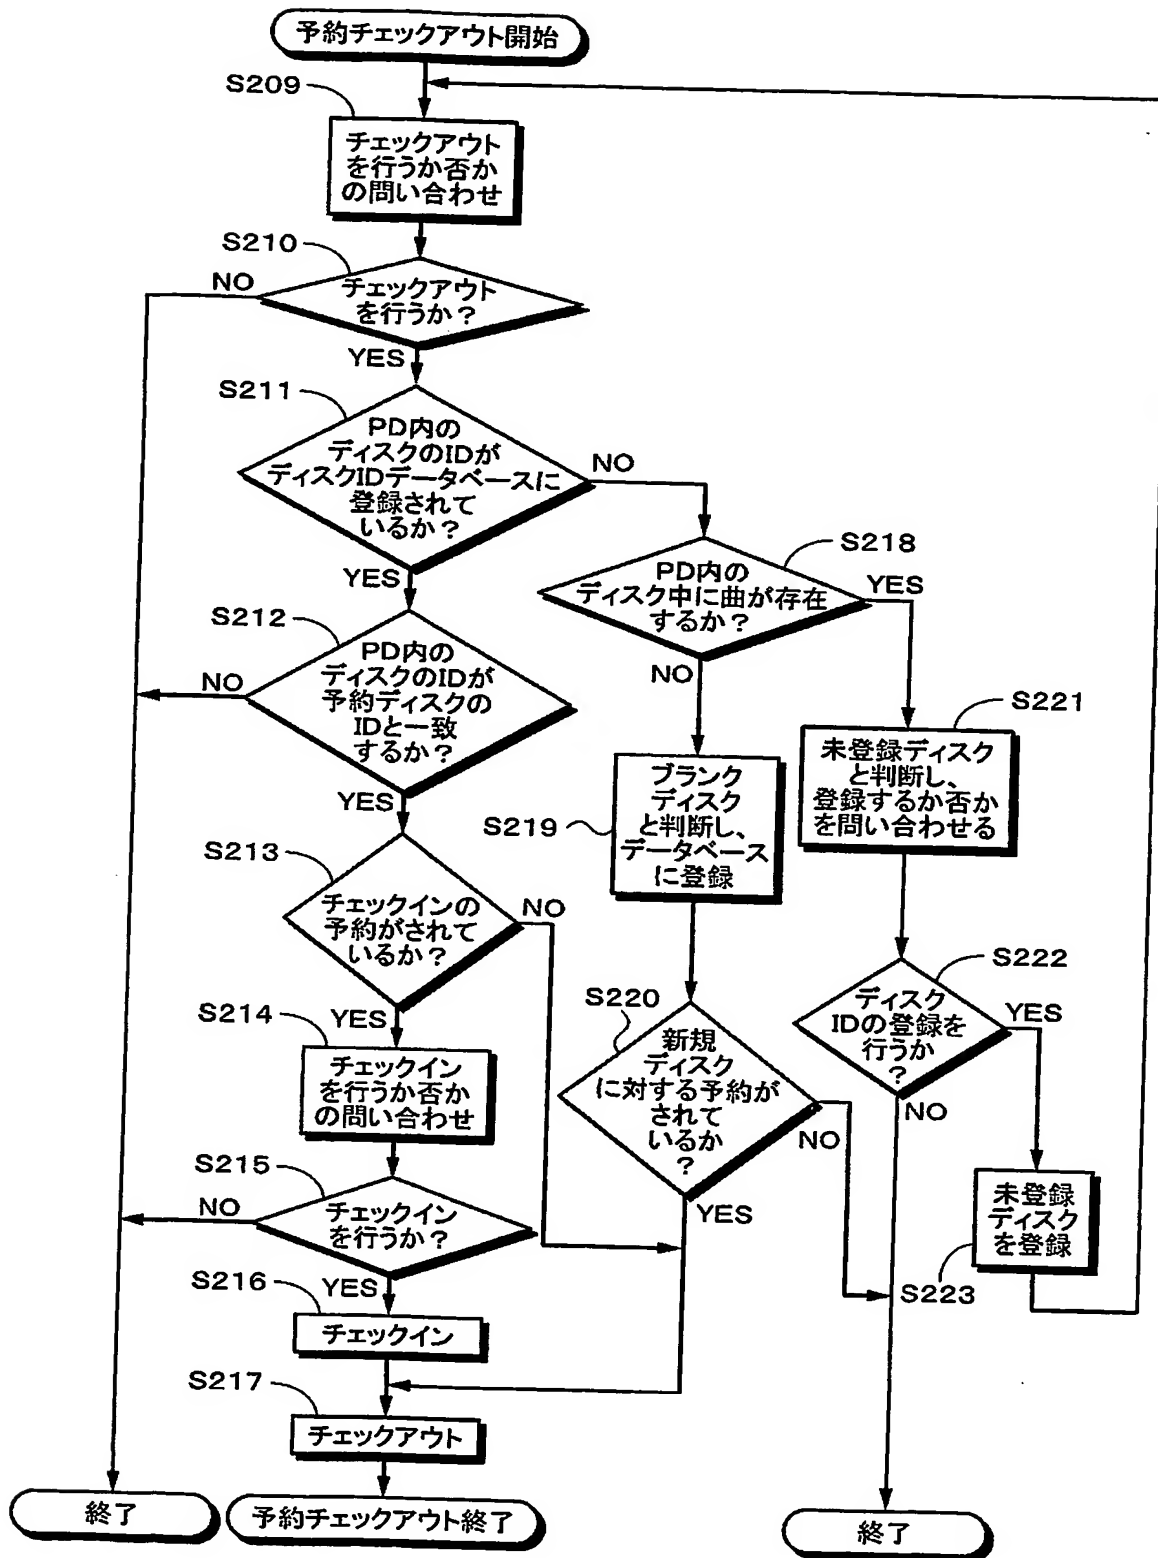 予約チェックアウト開始
S209
チェックアウト
を行うか否か
の問い合わせ
S210
NO
チェックアウト
を行うか?
YES
S211
PD内の
ディスクのIDが
ディスクIDデータベースに
登録されて
いるか?
NO
YES
S218
PD内の
ディスク中に曲が存在
するか?
YES
NO
S212
PD内の
ディスクのIDが
予約ディスクの
IDと一致
するか?
NO
YES
S221
未登録ディスク
と判断し、
登録するか否か
を問い合わせる
S219
ブランク
ディスク
と判断し、
データベース
に登録
S213
チェックインの
予約がされて
いるか?
NO
YES
S222
ディスク
IDの登録を
行うか
?
YES
NO
S220
新規
ディスク
に対する予約が
されて
いるか
?
NO
YES
S214
チェックイン
を行うか否か
の問い合わせ
S215
NO
チェックイン
を行うか?
YES
未登録
ディスク
を登録
S223
S216
チェックイン
S217
チェックアウト
終了
予約チェックアウト終了
終了